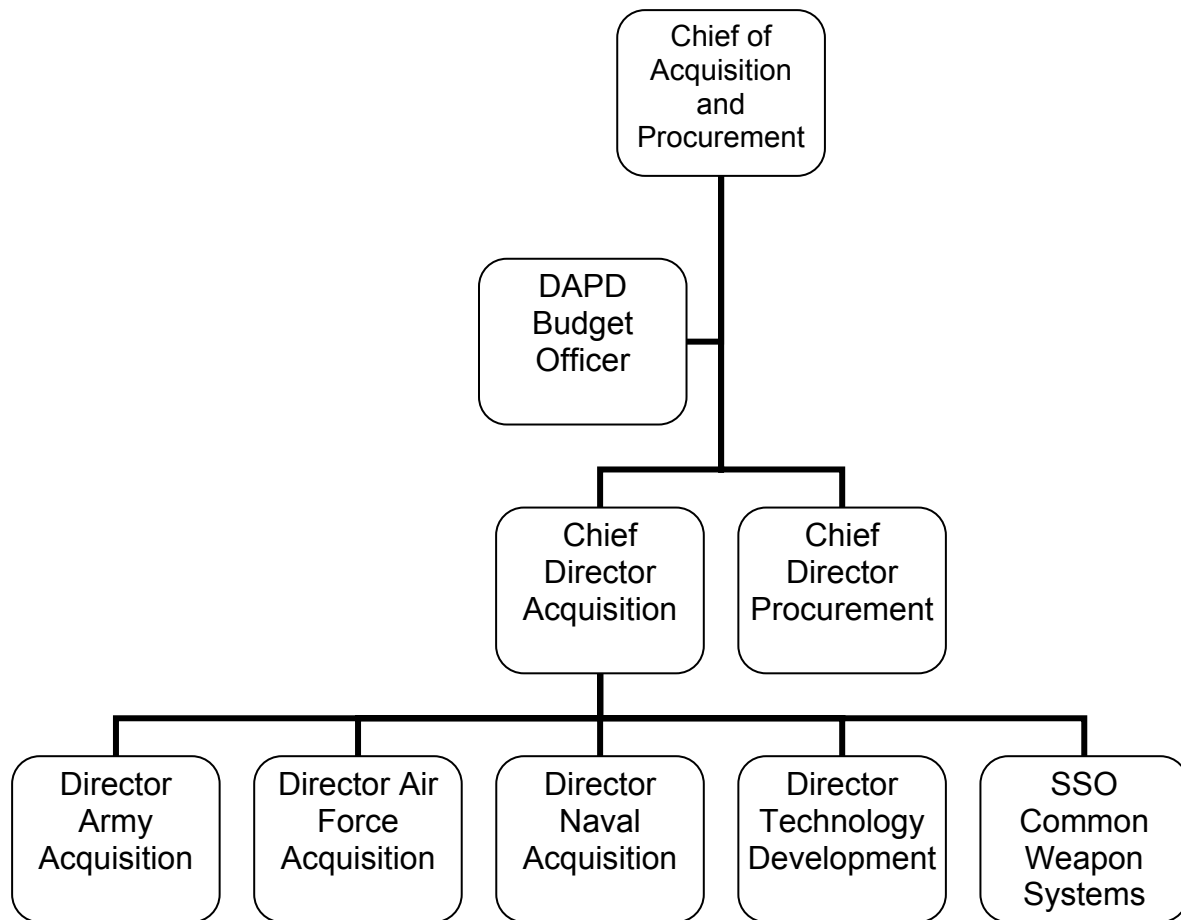 Chief of
Acquisition
and
Procurement
DAPD
Budget
Officer
Chief
Director
Acquisition
Chief
Director
Procurement
Director
Army
Acquisition
Director Air
Force
Acquisition
Director
Naval
Acquisition
Director
Technology
Development
SSO
Common
Weapon
Systems